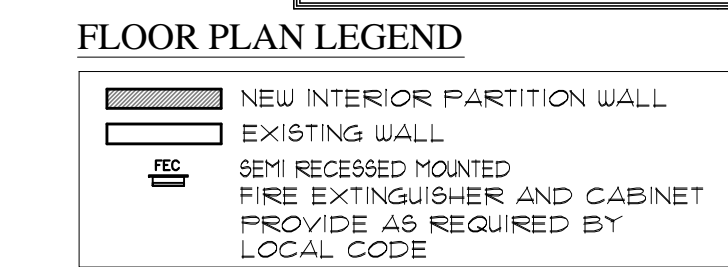 FLOOR PLAN LEGEND
NEW INTERIOR PARTITION WALL
EXISTING WALL
FEC SEMI RECESSED MOUNTED
FIRE EXTINGUISHER AND CABINET
PROVIDE AS REQUIRED BY
LOCAL CODE